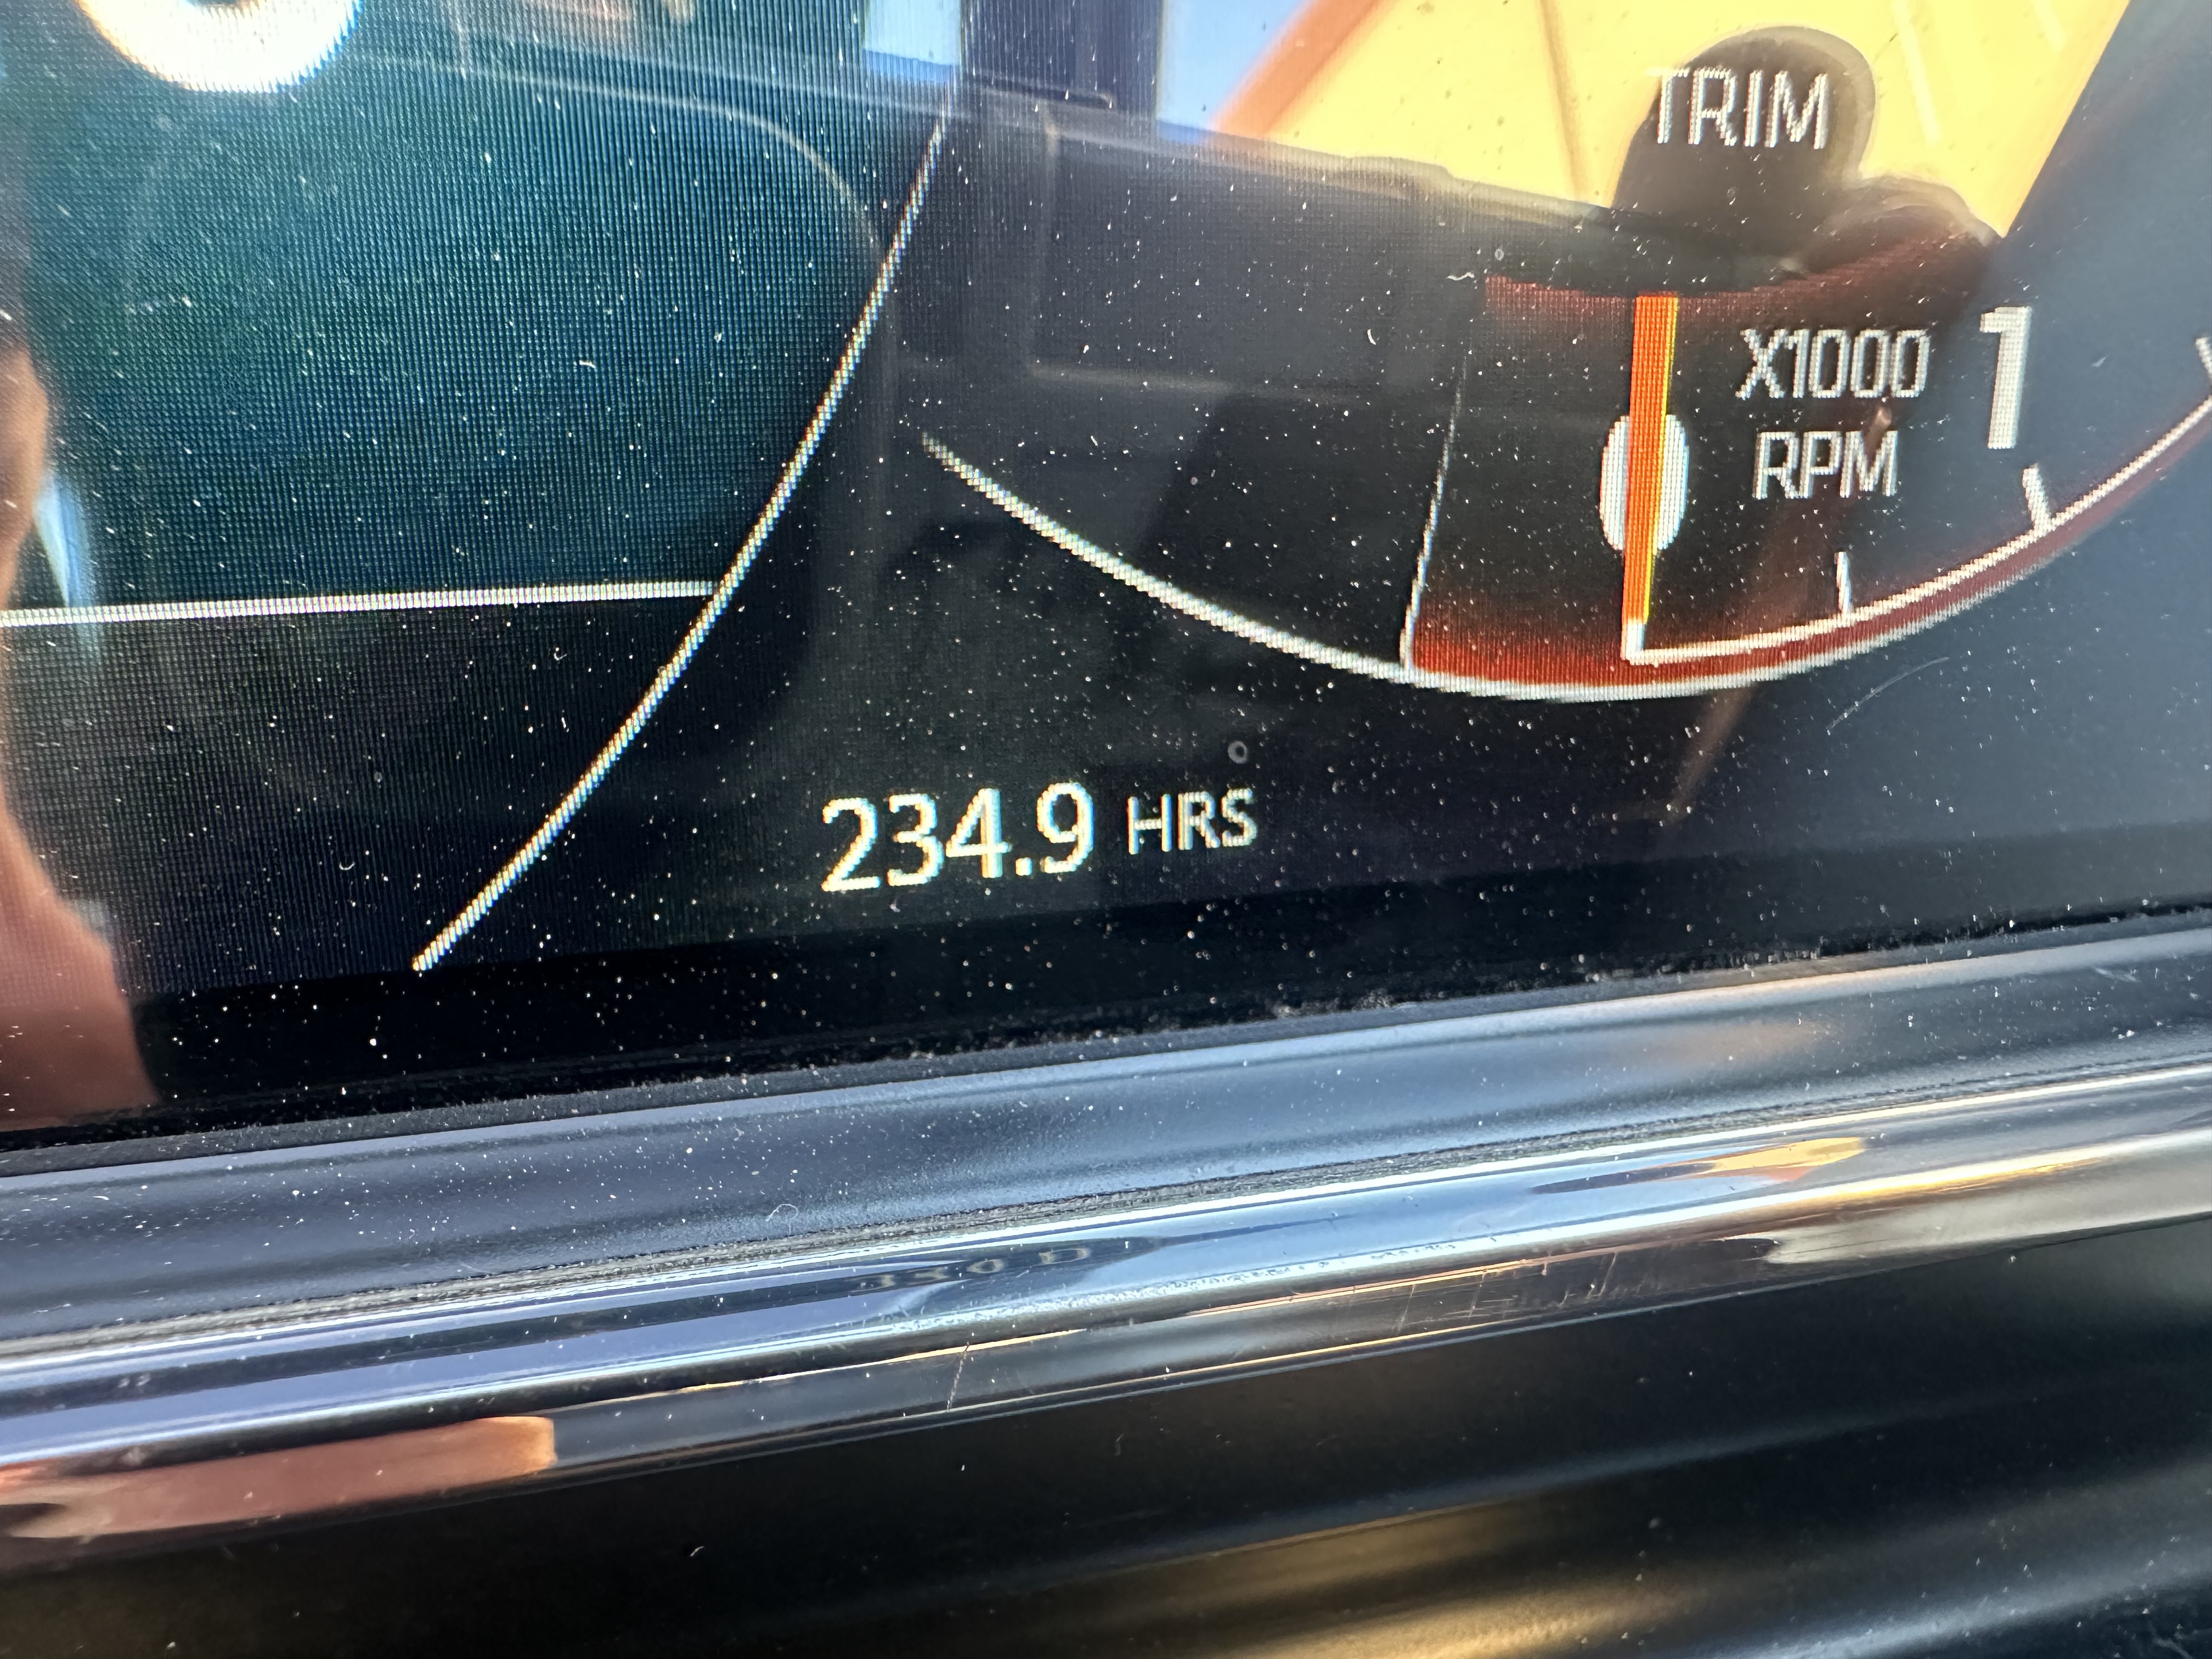 TRIM
X1000 1
RPM
234.9 HRS